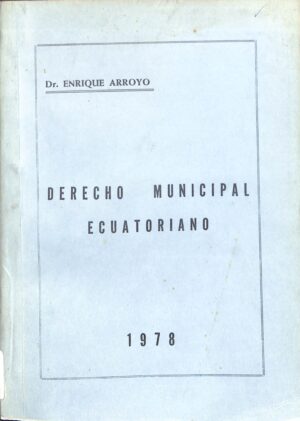 Dr. ENRIQUE ARROYO
DERECHO MUNICIPAL
ECUATORIANO
1978